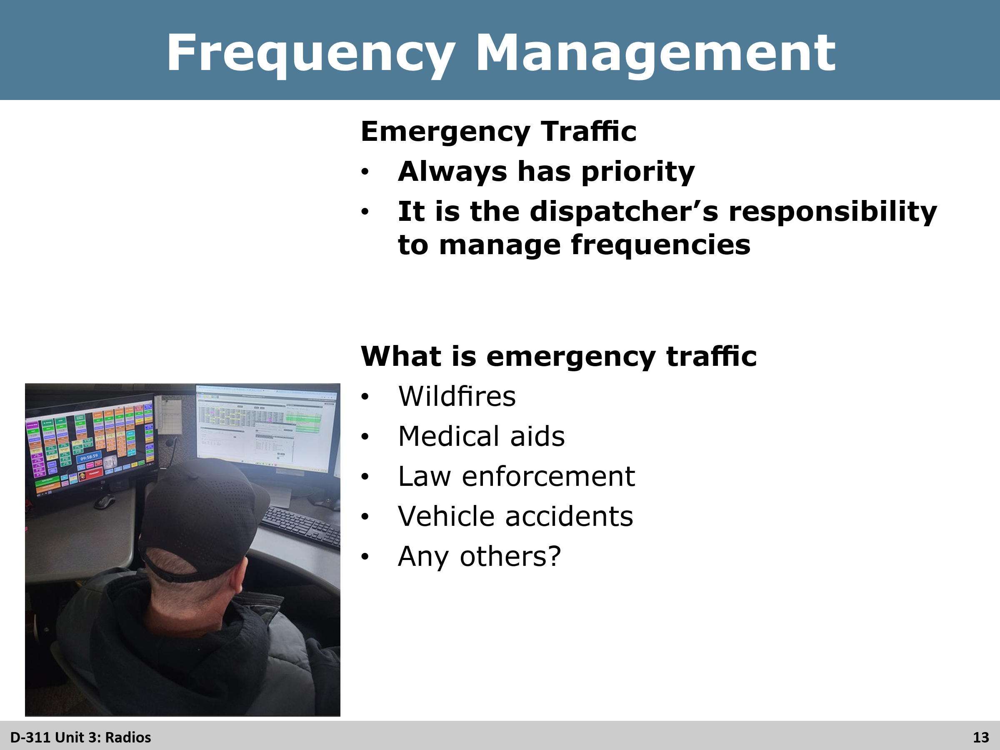 Frequency Management
Emergency Traffic
• Always has priority
• It is the dispatcher’s responsibility
to manage frequencies
What is emergency traffic
• Wildfires
• Medical aids
• Law enforcement
• Vehicle accidents
• Any others?
09:58:59
TRANSMIT
D-311 Unit 3: Radios
13